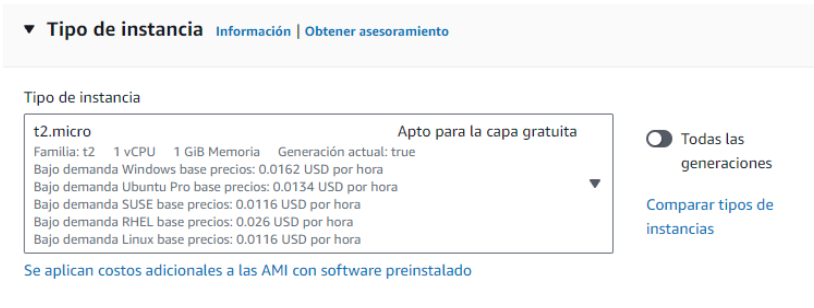 Tipo de instancia Información | Obtener asesoramiento
Tipo de instancia
t2.micro Apto para la capa gratuita
Familia: t2 1 vCPU 1 GiB Memoria Generación actual: true
Bajo demanda Windows base precios: 0.0162 USD por hora
Bajo demanda Ubuntu Pro base precios: 0.0134 USD por hora
Bajo demanda SUSE base precios: 0.0116 USD por hora
Bajo demanda RHEL base precios: 0.026 USD por hora
Bajo demanda Linux base precios: 0.0116 USD por hora
Todas las
generaciones
Comparar tipos de
instancias
Se aplican costos adicionales a las AMI con software preinstalado